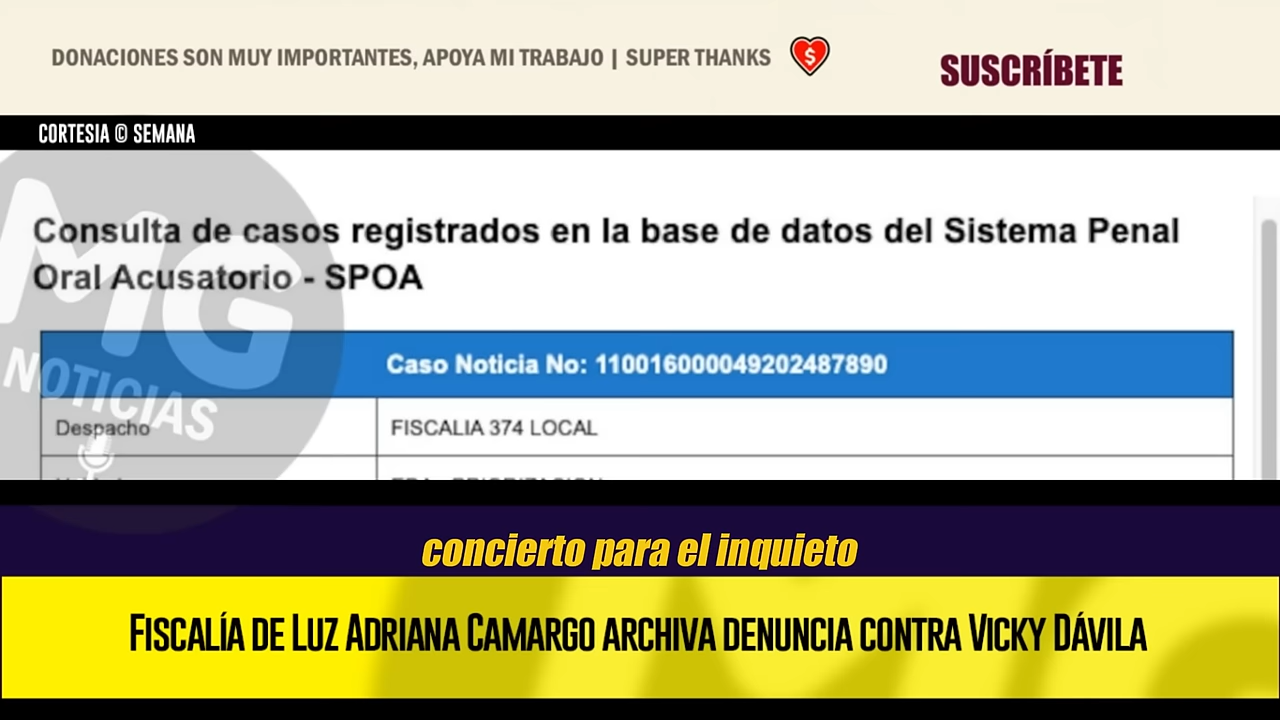 DONACIONES SON MUY IMPORTANTES, APOYA MI TRABAJO | SUPER THANKS
SUSCRÍBETE
CORTESIA © SEMANA
Consulta de casos registrados en la base de datos del Sistema Penal
Oral Acusatorio - SPOA
MG
NOTICIAS
Caso Noticia No: 110016000049202487890
Despacho
FISCALIA 374 LOCAL
concierto para el inquieto
FISCALÍA DE LUZ ADRIANA CAMARGO ARCHIVA DENUNCIA CONTRA VICKY DÁVILA